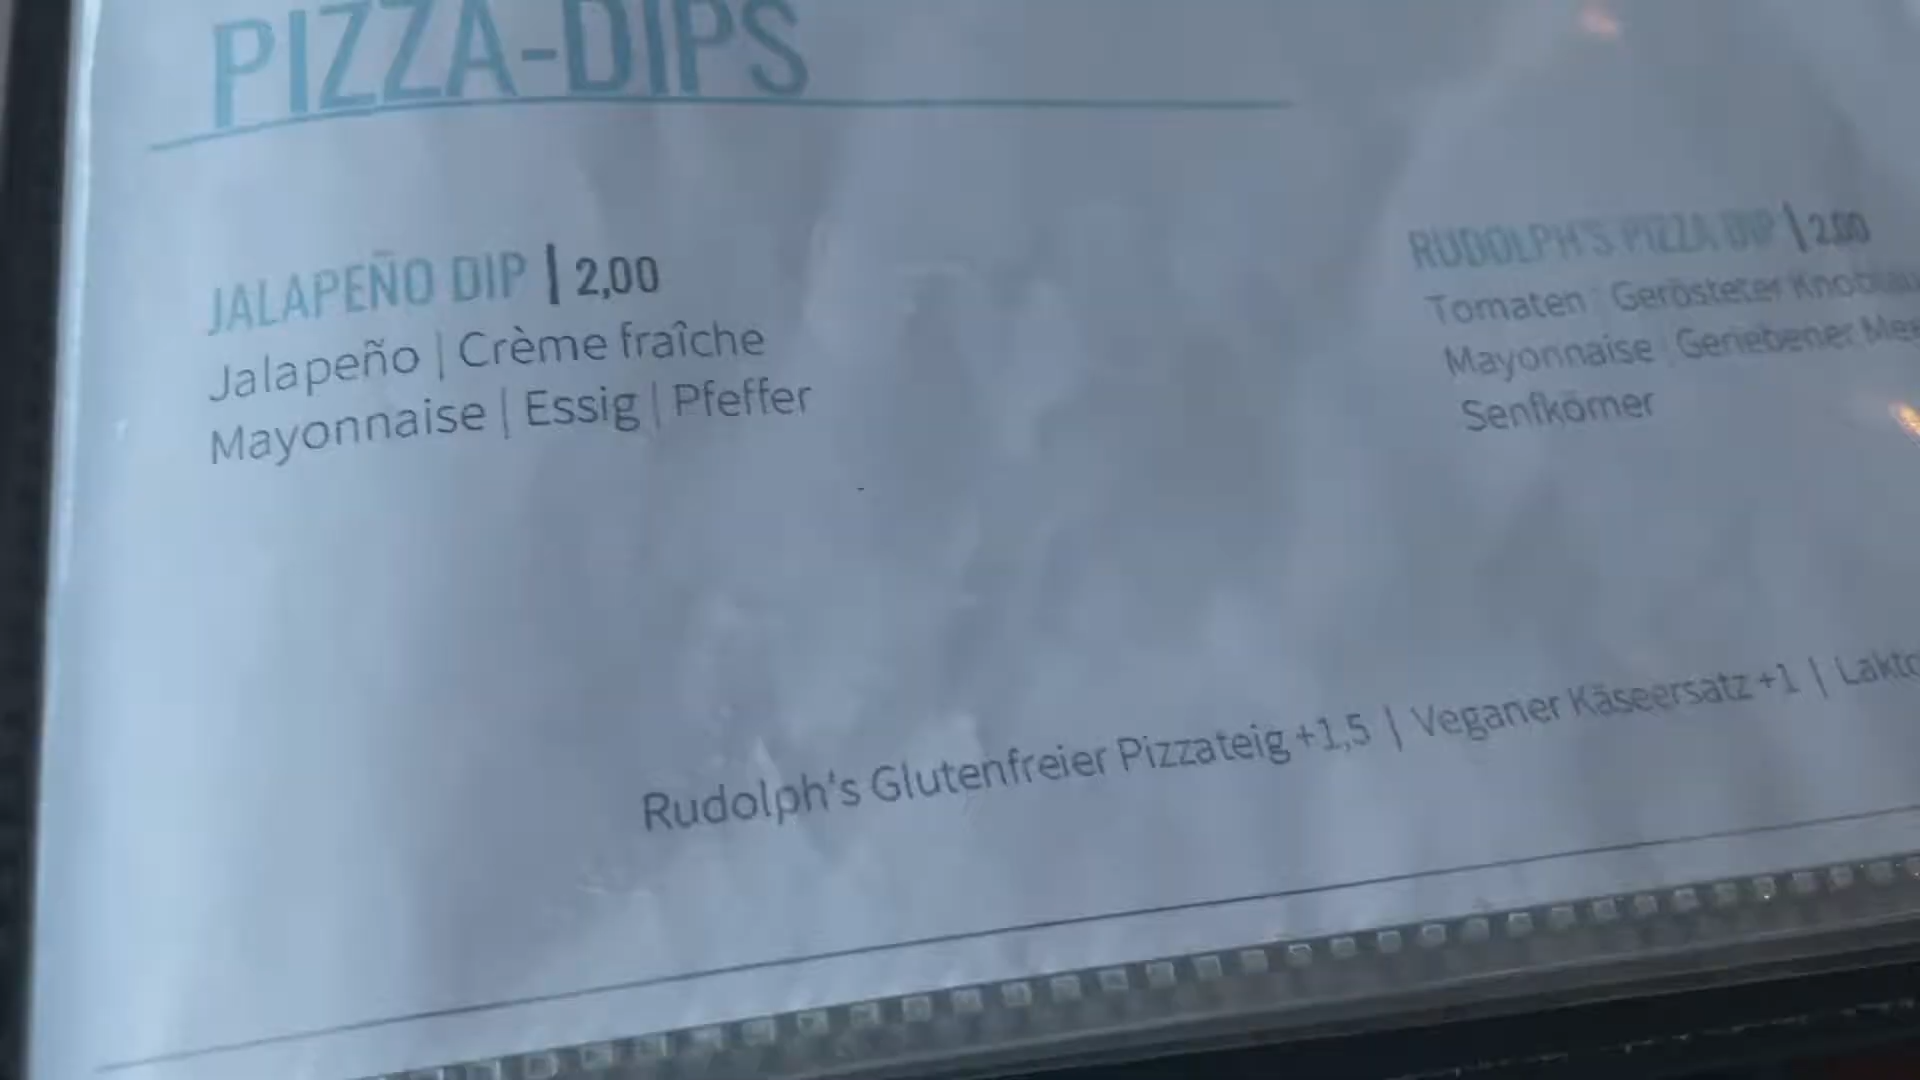 PIZZA-DIPS
JALAPEÑO DIP | 2,00
Jalapeño | Crème fraîche
Mayonnaise | Essig | Pfeffer
RUDOLPH'S PIZZA DIP | 2,00
Tomaten | Gerösteter
Mayonnaise | Geriebener
Senfkörner
Rudolph's Glutenfreier Pizzateig +1,5 | Veganer Käseersatz +1 |